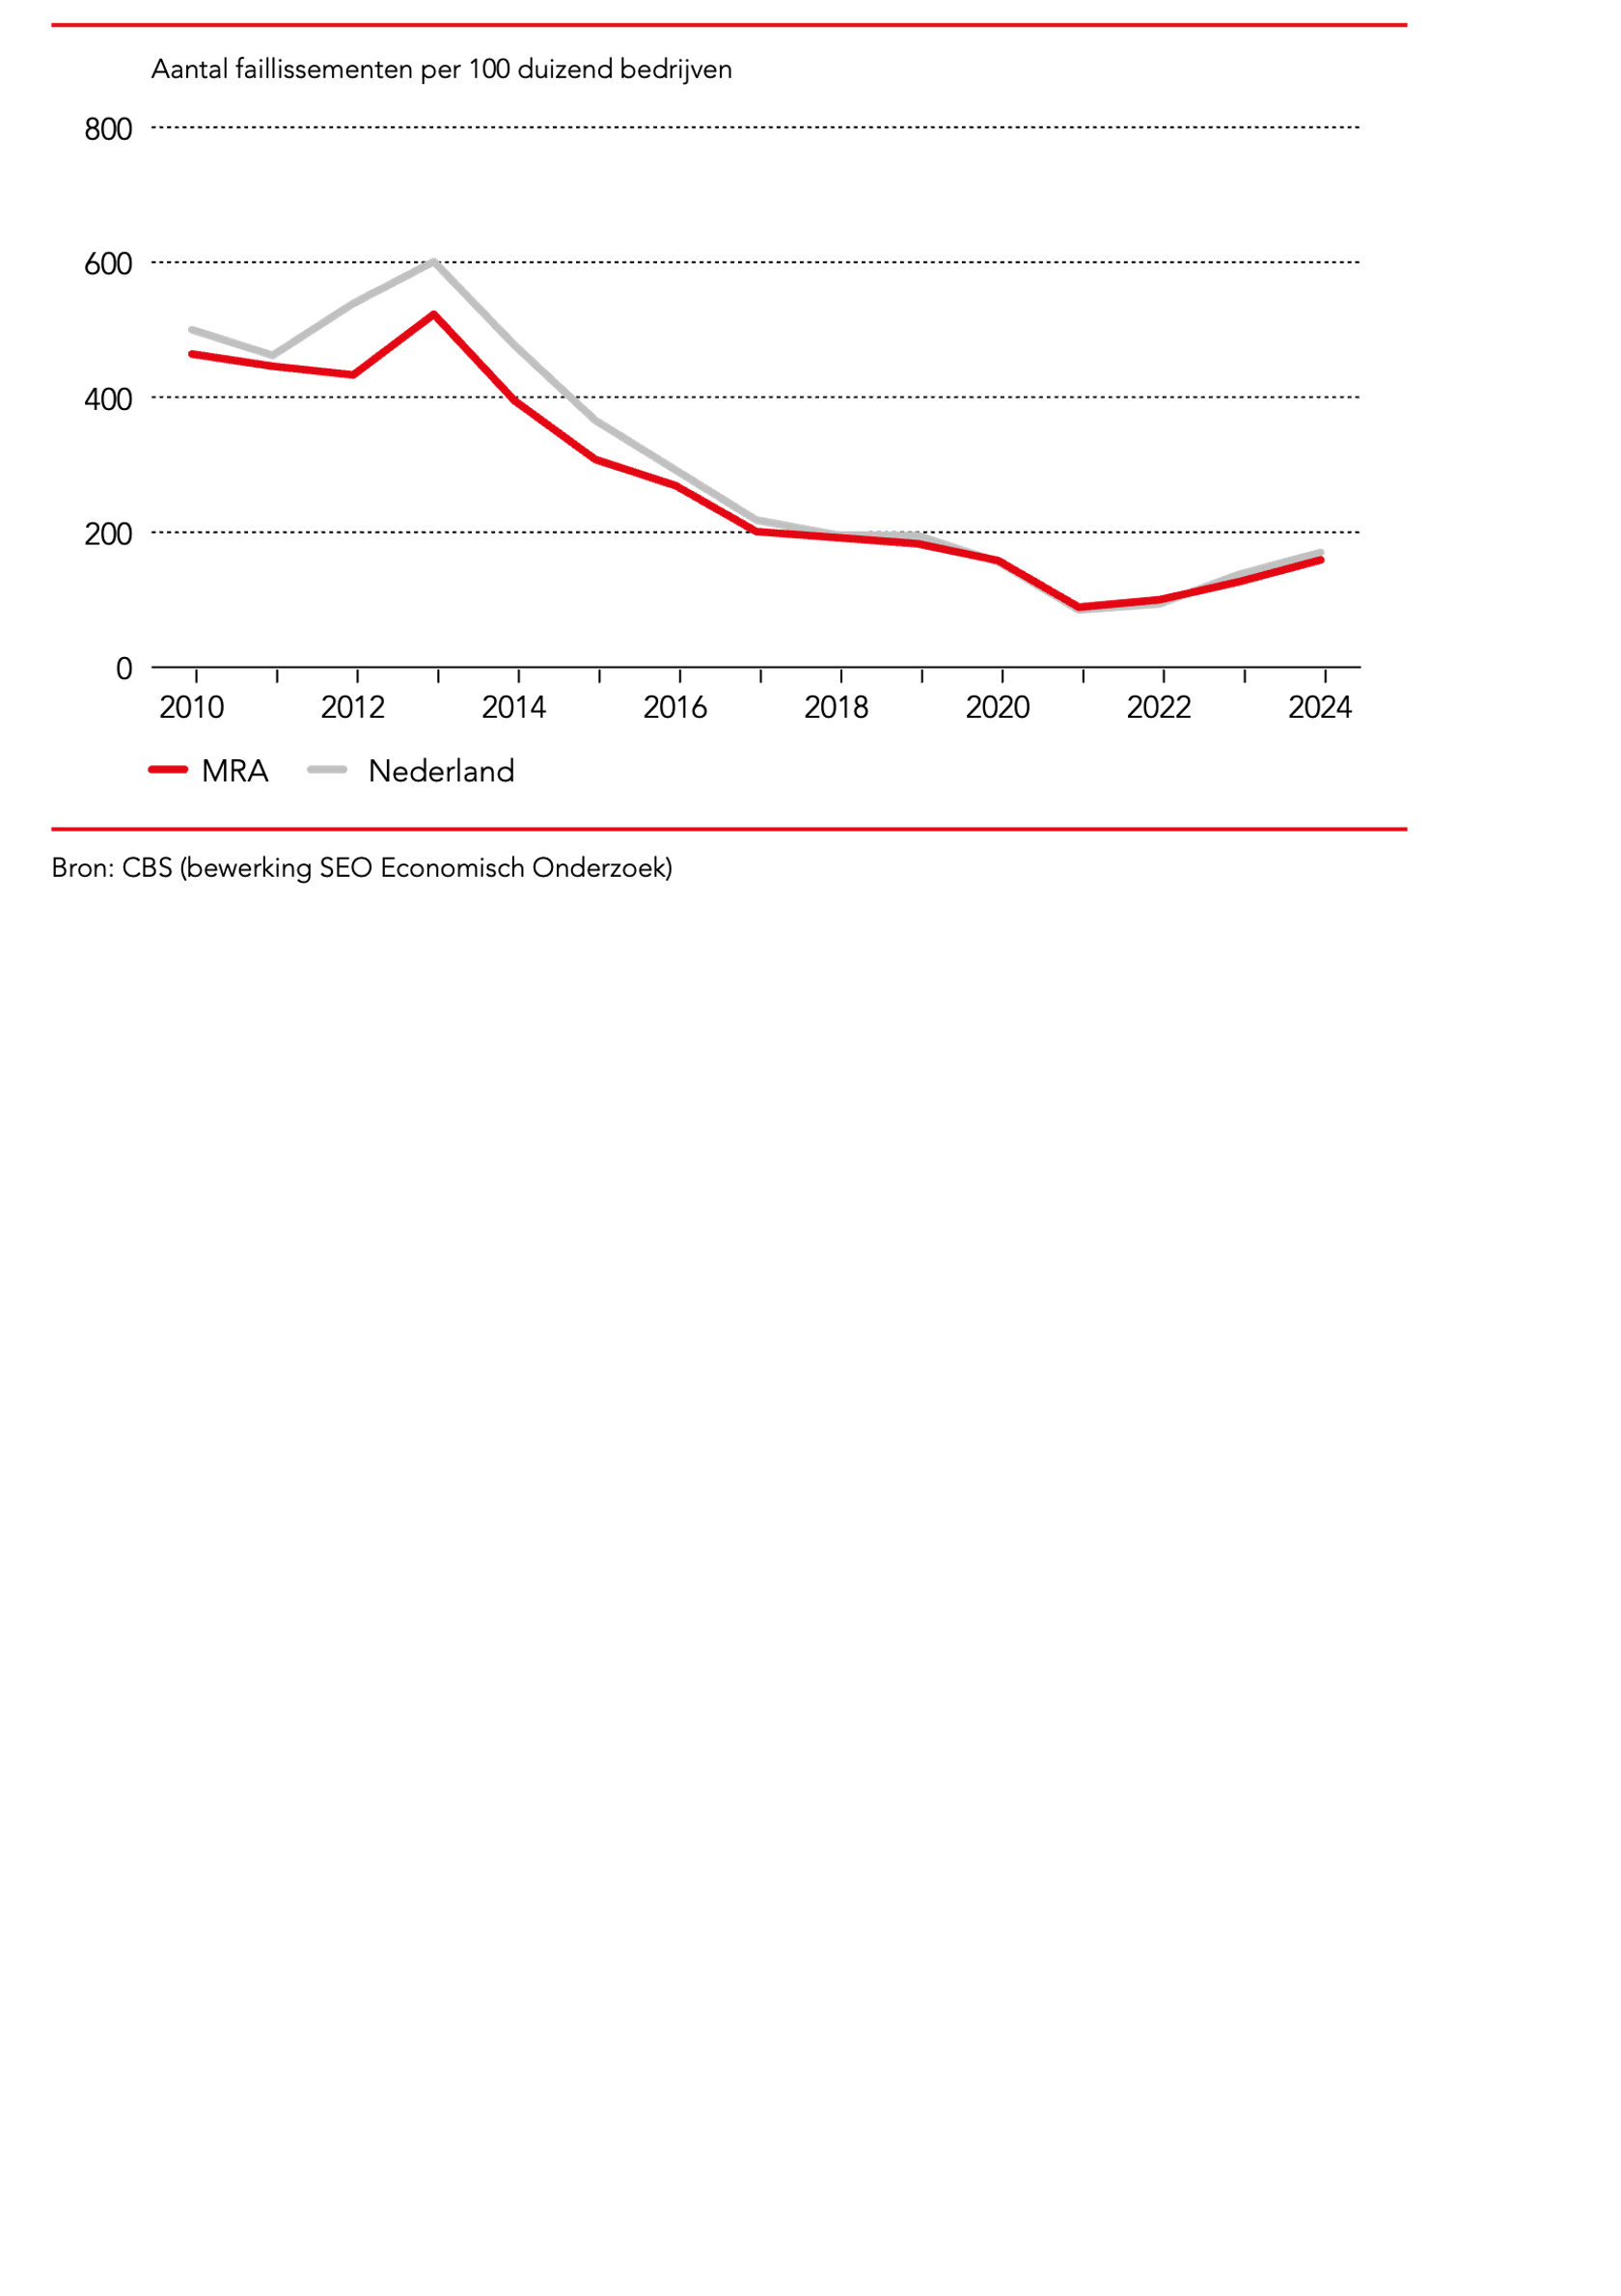 Aantal faillissementen per 100 duizend bedrijven
800
600
400
200
0
2010 2012 2014 2016 2018 2020 2022 2024
MRA Nederland
Bron: CBS (bewerking SEO Economisch Onderzoek)